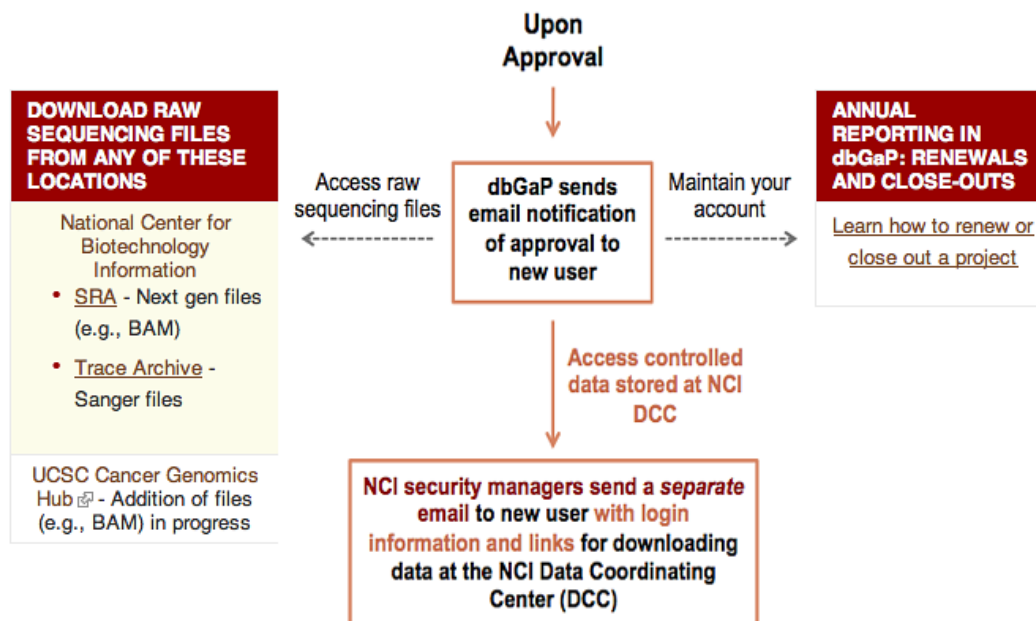 Upon
Approval
DOWNLOAD RAW
SEQUENCING FILES
FROM ANY OF THESE
LOCATIONS
National Center for
Biotechnology
Information
• SRA - Next gen files
(e.g., BAM)
• Trace Archive -
Sanger files
UCSC Cancer Genomics
Hub - Addition of files
(e.g., BAM) in progress
Access raw
sequencing files
dbGaP sends
email notification
of approval to
new user
Maintain your
account
ANNUAL
REPORTING IN
dbGaP: RENEWALS
AND CLOSE-OUTS
Learn how to renew or
close out a project
Access controlled
data stored at NCI
DCC
NCI security managers send a separate
email to new user with login
information and links for downloading
data at the NCI Data Coordinating
Center (DCC)